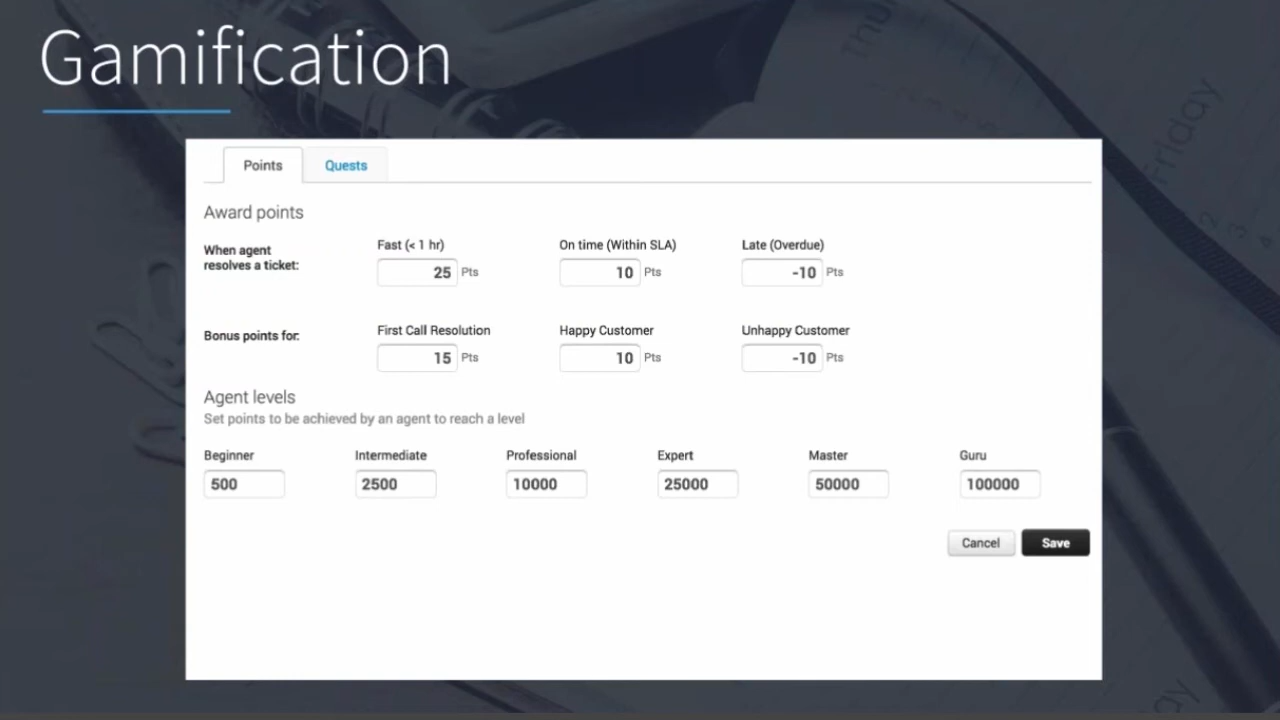 Gamification
Points Quests
Award points
When agent
resolves a ticket:
Fast (< 1 hr) On time (Within SLA) Late (Overdue)
25 Pts 10 Pts -10 Pts
Bonus points for:
First Call Resolution Happy Customer Unhappy Customer
15 Pts 10 Pts -10 Pts
Agent levels
Set points to be achieved by an agent to reach a level
Beginner Intermediate Professional Expert Master Guru
500 2500 10000 25000 50000 100000
Cancel Save
Friday